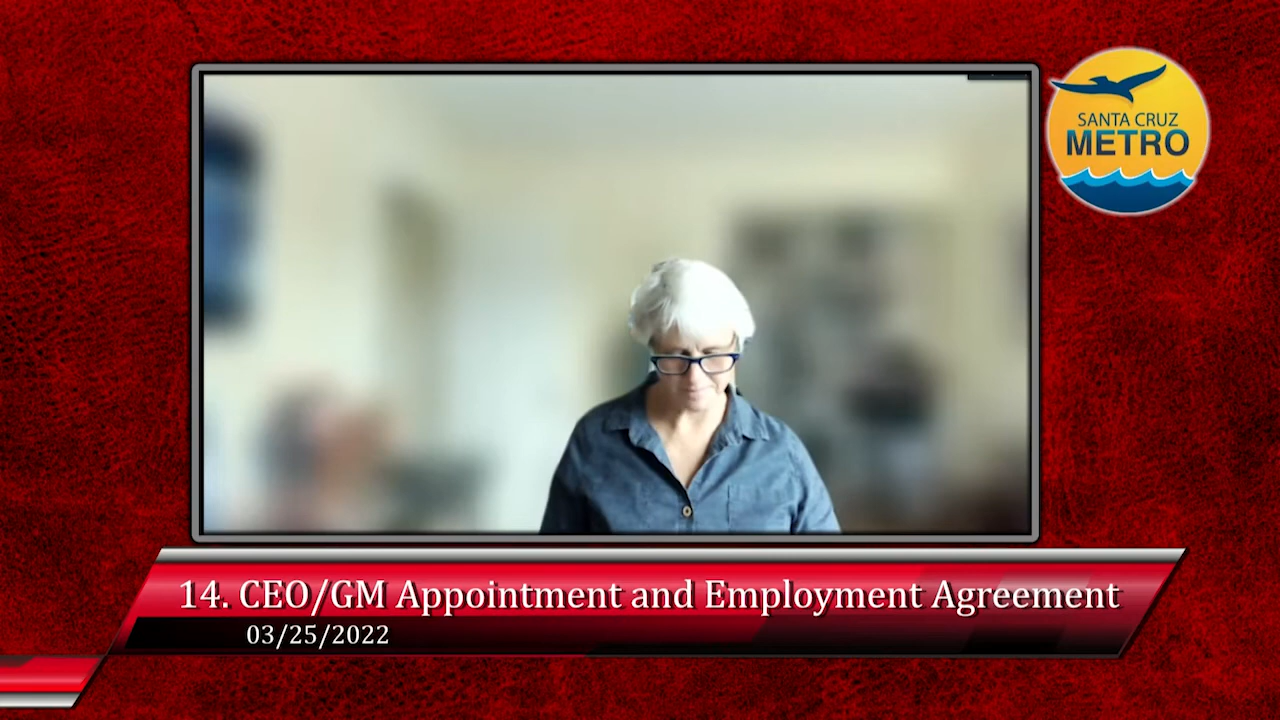 SANTA CRUZ
METRO
14. CEO/GM Appointment and Employment Agreement
03/25/2022